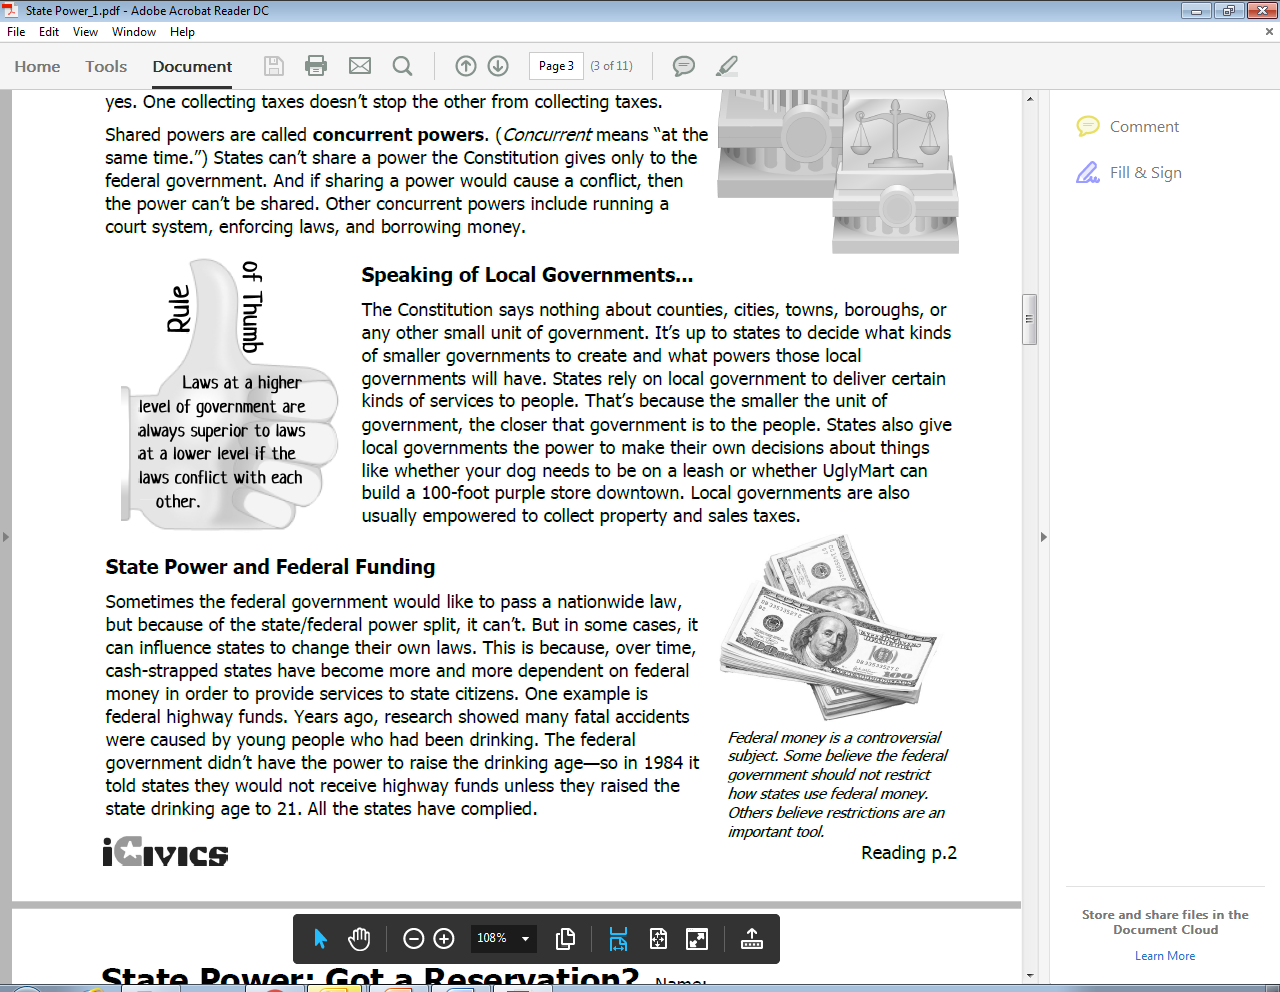 State Power_1.pdf - Adobe Acrobat Reader DC
File Edit View Window Help
Home Tools Document Page 3 (3 of 11)
yes. One collecting taxes doesn’t stop the other from collecting taxes.
Shared powers are called concurrent powers. (Concurrent means “at the
same time.”) States can’t share a power the Constitution gives only to the
federal government. And if sharing a power would cause a conflict, then
the power can’t be shared. Other concurrent powers include running a
court system, enforcing laws, and borrowing money.
Rule of Thumb
Laws at a higher
level of government are
always superior to laws
at a lower level if the
laws conflict with each
other.
Speaking of Local Governments...
The Constitution says nothing about counties, cities, towns, boroughs, or
any other small unit of government. It’s up to states to decide what kinds
of smaller governments to create and what powers those local
governments will have. States rely on local government to deliver certain
kinds of services to people. That’s because the smaller the unit of
government, the closer that government is to the people. States also give
local governments the power to make their own decisions about things
like whether your dog needs to be on a leash or whether UglyMart can
build a 100-foot purple store downtown. Local governments are also
usually empowered to collect property and sales taxes.
State Power and Federal Funding
Sometimes the federal government would like to pass a nationwide law,
but because of the state/federal power split, it can’t. But in some cases, it
can influence states to change their own laws. This is because, over time,
cash-strapped states have become more and more dependent on federal
money in order to provide services to state citizens. One example is
federal highway funds. Years ago, research showed many fatal accidents
were caused by young people who had been drinking. The federal
government didn’t have the power to raise the drinking age—so in 1984 it
told states they would not receive highway funds unless they raised the
state drinking age to 21. All the states have complied.
Federal money is a controversial
subject. Some believe the federal
government should not restrict
how states use federal money.
Others believe restrictions are an
important tool.
iCivics
Reading p.2
108%
State Power: Got a Reservation? Name:
Comment
Fill & Sign
Store and share files in the
Document Cloud
Learn More